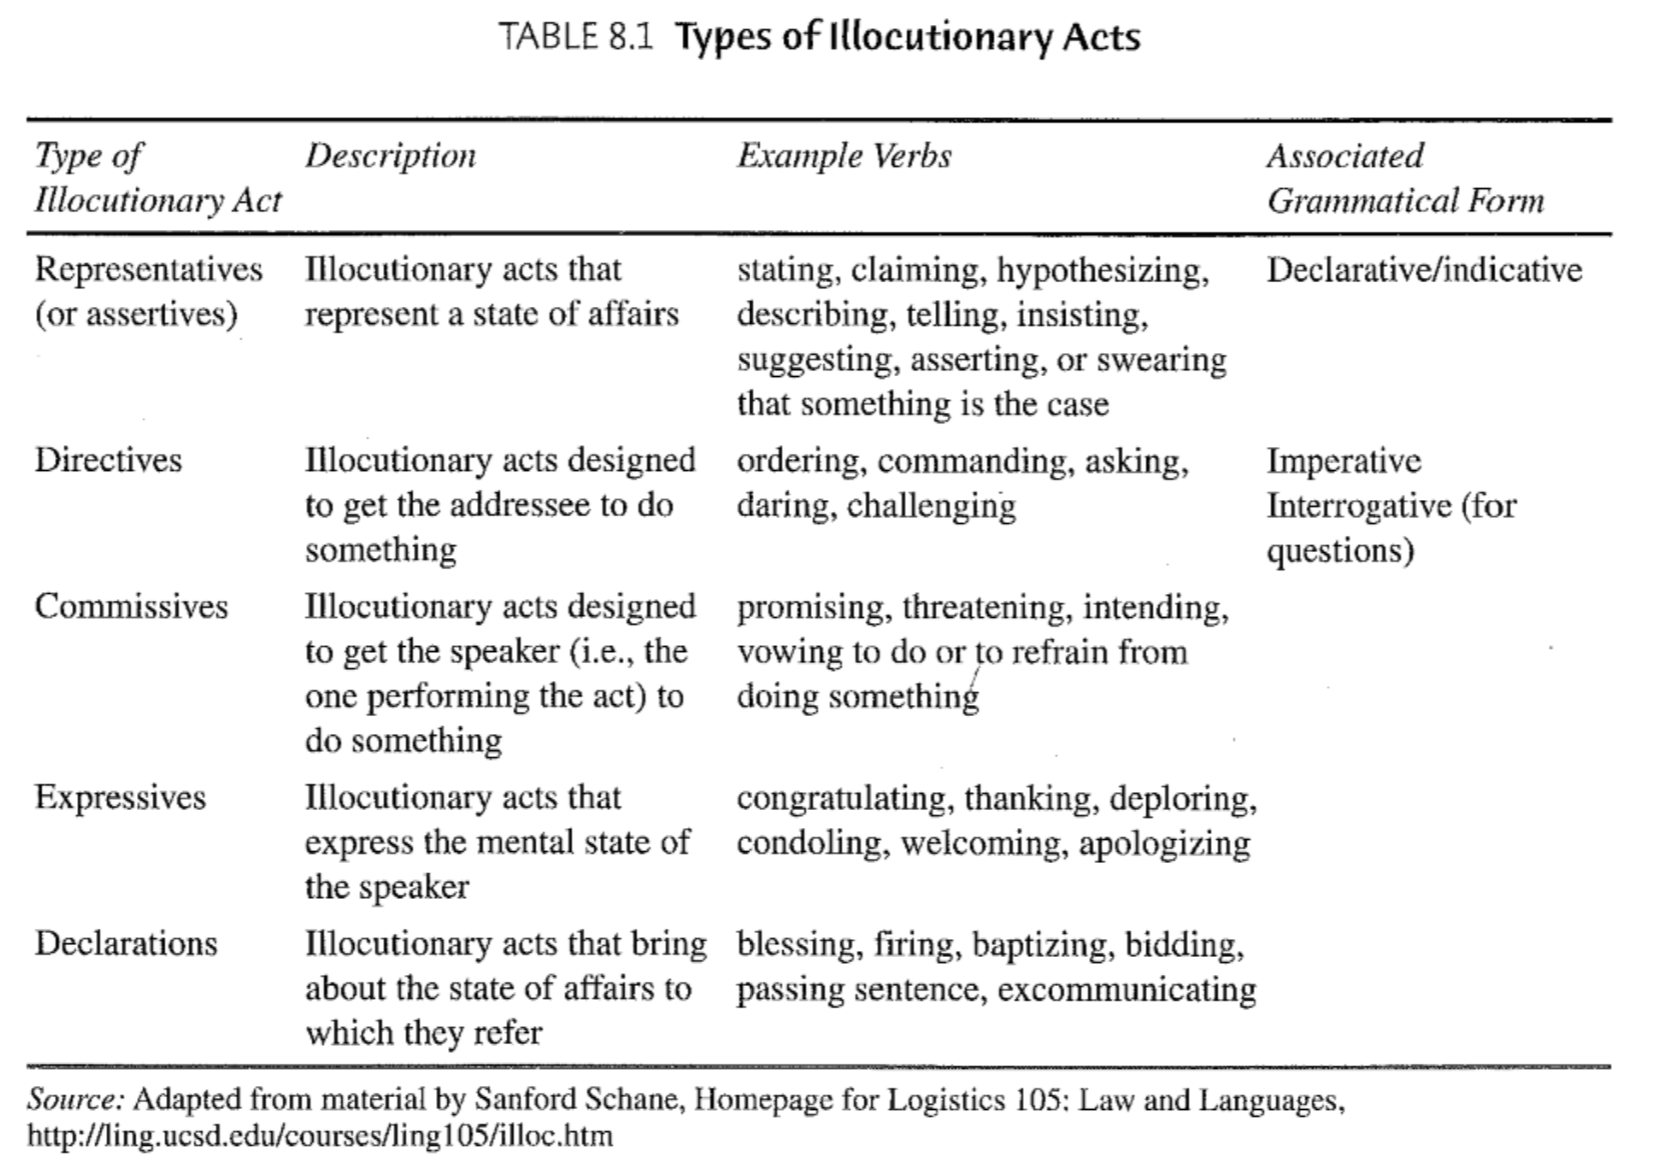 TABLE 8.1 Types of Illocutionary Acts
Type of Illocutionary Act
Description
Example Verbs
Associated Grammatical Form
Representatives
(or assertives)
Illocutionary acts that
represent a state of affairs
stating, claiming, hypothesizing,
describing, telling, insisting,
suggesting, asserting, or swearing
that something is the case
Declarative/indicative
Directives
Illocutionary acts designed
to get the addressee to do
something
ordering, commanding, asking,
daring, challenging
Imperative
Interrogative (for
questions)
Commissives
Illocutionary acts designed
to get the speaker (i.e., the
one performing the act) to
do something
promising, threatening, intending,
vowing to do or to refrain from
doing something
Expressives
Illocutionary acts that
express the mental state of
the speaker
congratulating, thanking, deploring,
condoling, welcoming, apologizing
Declarations
Illocutionary acts that bring
about the state of affairs to
which they refer
blessing, firing, baptizing, bidding,
passing sentence, excommunicating
Source: Adapted from material by Sanford Schane, Homepage for Logistics 105: Law and Languages,
http://ling.ucsd.edu/courses/ling105/illoc.htm